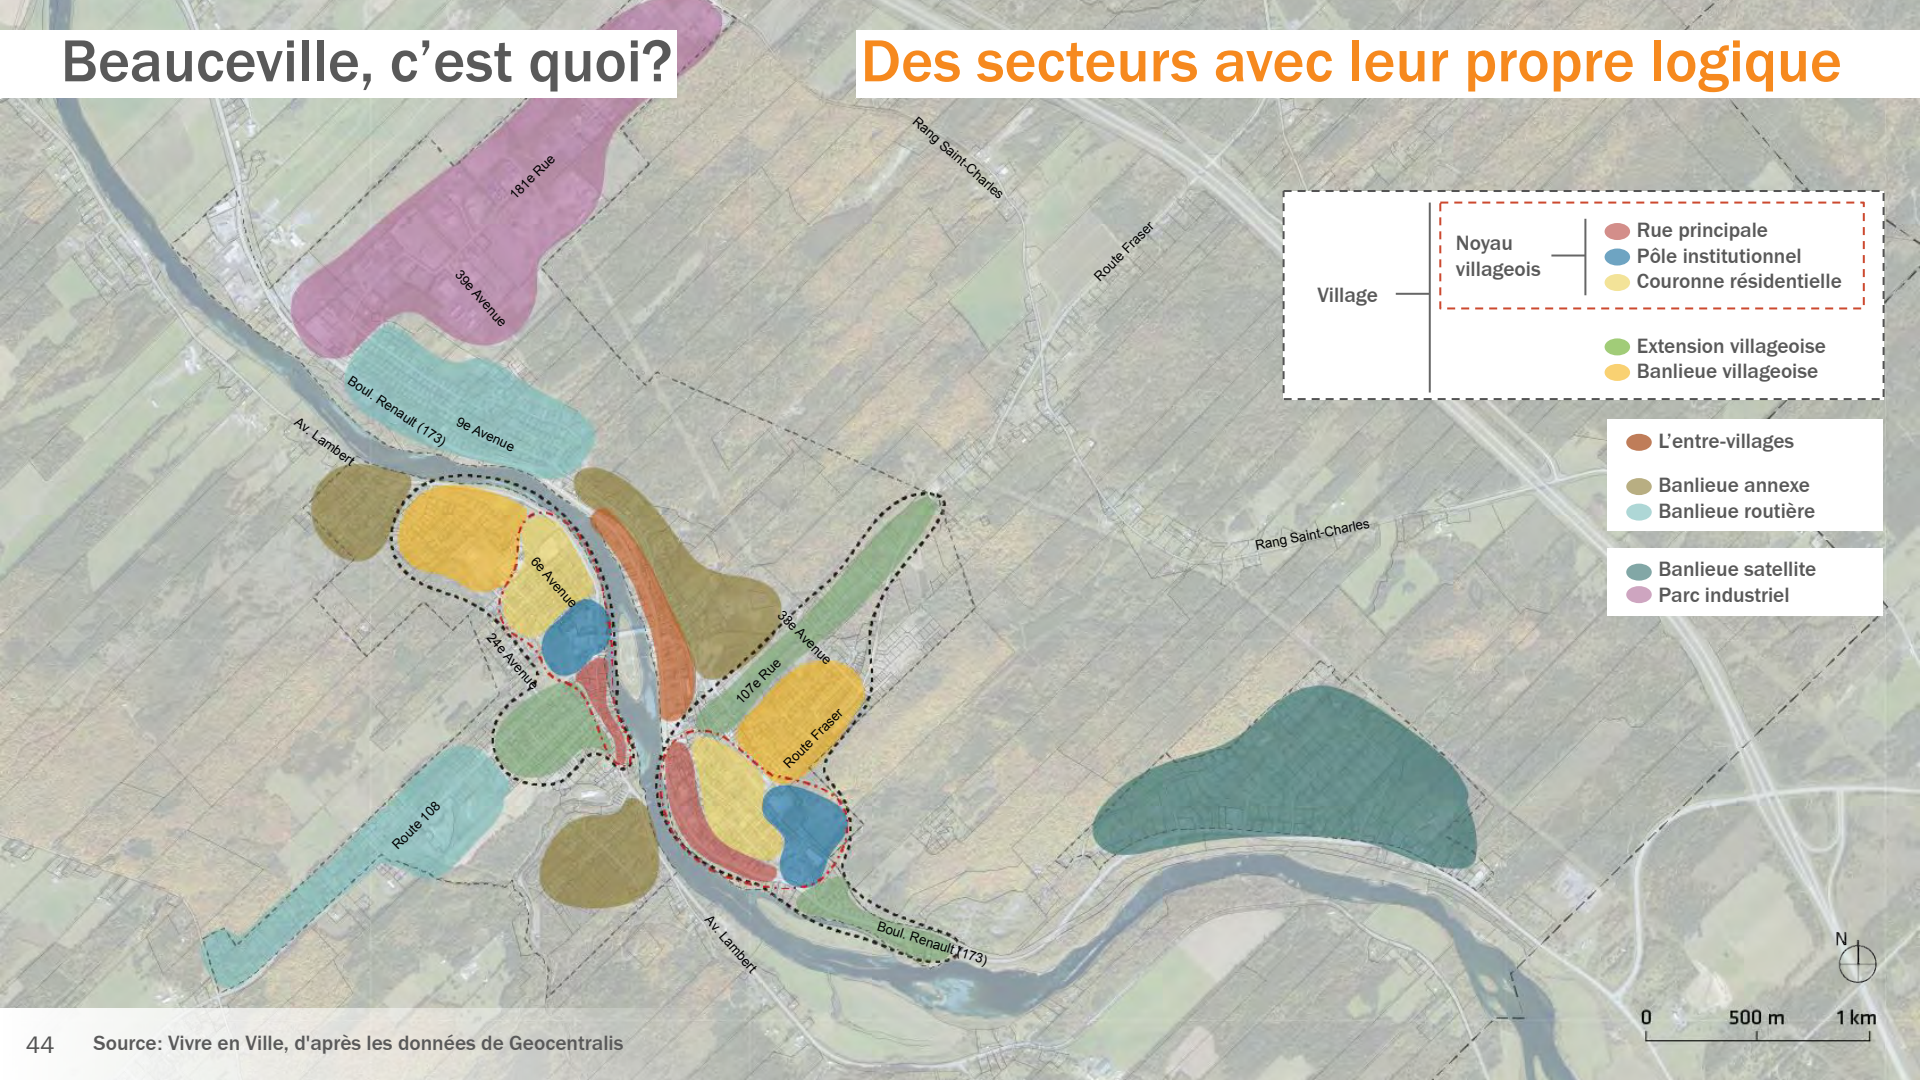 Beauceville, c’est quoi?
Des secteurs avec leur propre logique
181e Rue
39e Avenue
Rang Saint-Charles
Route Fraser
Village
Noyau
villageois
Rue principale
Pôle institutionnel
Couronne résidentielle
Extension villageoise
Banlieue villageoise
L’entre-villages
Banlieue annexe
Banlieue routière
Banlieue satellite
Parc industriel
Boul. Renault (173)
9e Avenue
Av. Lambert
6e Avenue
24e Avenue
Rang Saint-Charles
38e Avenue
107e Rue
Route Fraser
Route 108
Av. Lambert
Boul. Renault (173)
N
0 500 m 1 km
44 Source: Vivre en Ville, d'après les données de Geocentralis